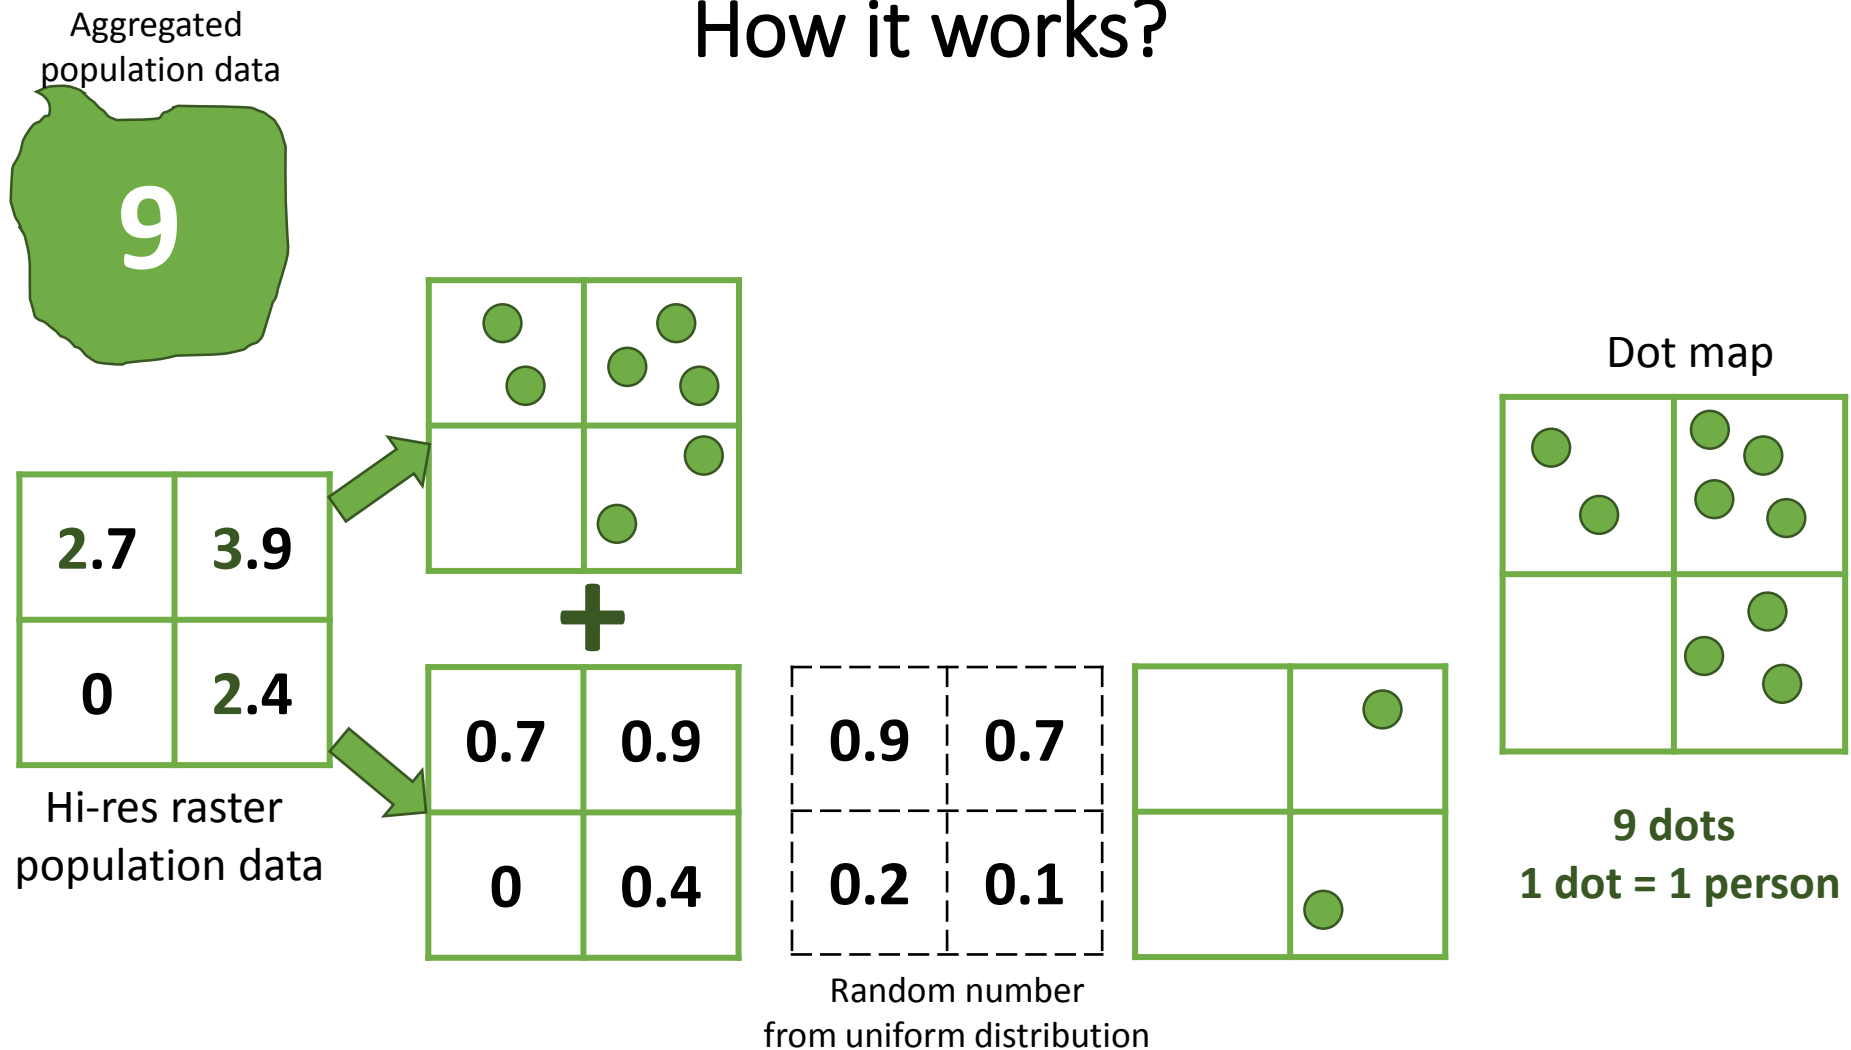 How it works?
Aggregated
population data
9
2.7 3.9
0 2.4
Hi-res raster
population data
0.7 0.9
0 0.4
0.9 0.7
0.2 0.1
Random number
from uniform distribution
Dot map
9 dots
1 dot = 1 person